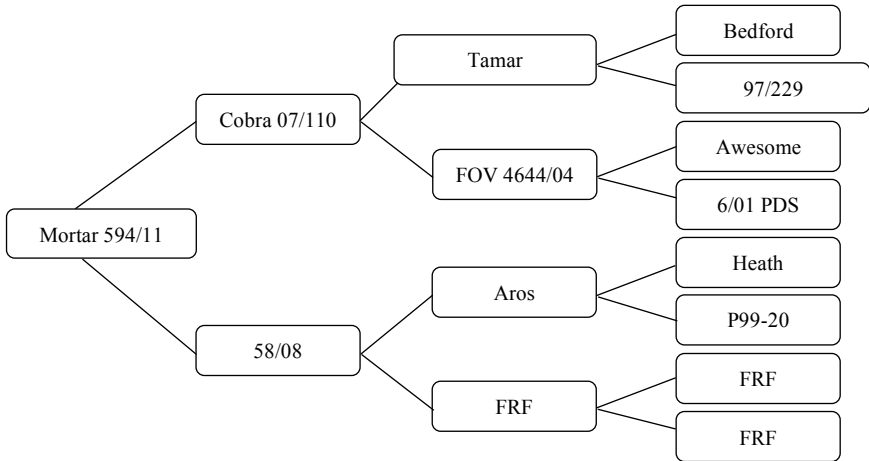 Bedford
Tamar
97/229
Cobra 07/110
Awesome
FOV 4644/04
6/01 PDS
Mortar 594/11
Heath
Aros
P99-20
58/08
FRF
FRF
FRF